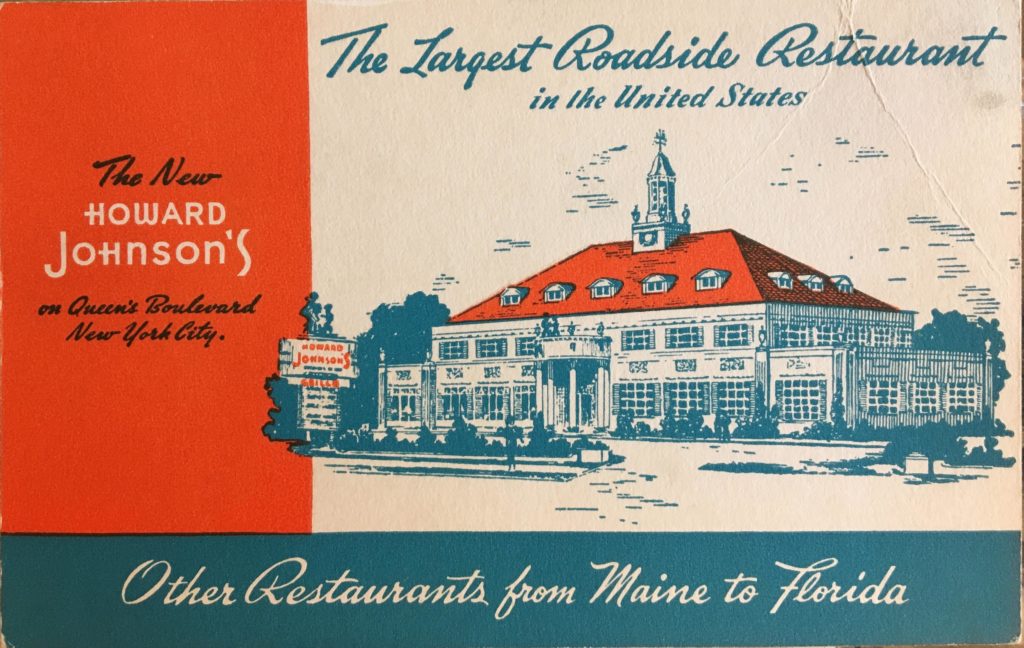 The Largest Roadside Restaurant
in the United States
The New
HOWARD
JOHNSON'S
on Queen's Boulevard
New York City.
HOWARD
JOHNSON'S
GRILLE
Other Restaurants from Maine to Florida